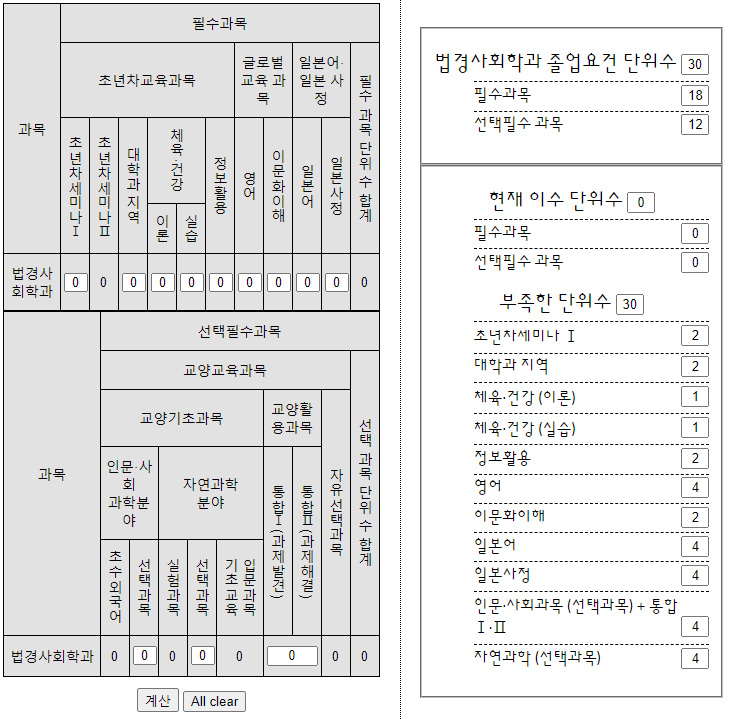 필수과목
과목
초년차교육과목
글로벌
교육 과
목
일본어·
일본 사
정
필수 과목 단위수 합계
초년차세미나Ⅰ
초년차세미나Ⅱ
대학과 지역
체육·건강
정보활용
영어
이문화이해
일본어
일본사정
이론
실습
법경사
회학과
0 0 0 0 0 0 0 0 0 0 0
선택필수과목
과목
교양교육과목
교양기초과목
교양활
용과목
선택 과목 단위수 합계
인문·사
회
과학분
야
자연과학
분야
통합Ⅰ(과제발견)
통합Ⅱ(과제해결)
자유선택과목
초수외국어
선택과목
실험과목
선택과목
기초교육
입문과목
법경사회학과 0 0 0 0 0 0 0 0
계산 All clear
법경사회학과 졸업요건 단위수 30
필수과목 18
선택필수 과목 12
현재 이수 단위수 0
필수과목 0
선택필수 과목 0
부족한 단위수 30
초년차세미나 Ⅰ 2
대학과 지역 2
체육·건강 (이론) 1
체육·건강 (실습) 1
정보활용 2
영어 4
이문화이해 2
일본어 4
일본사정 4
인문·사회과목 (선택과목) + 통합
Ⅰ·Ⅱ 4
자연과학 (선택과목) 4